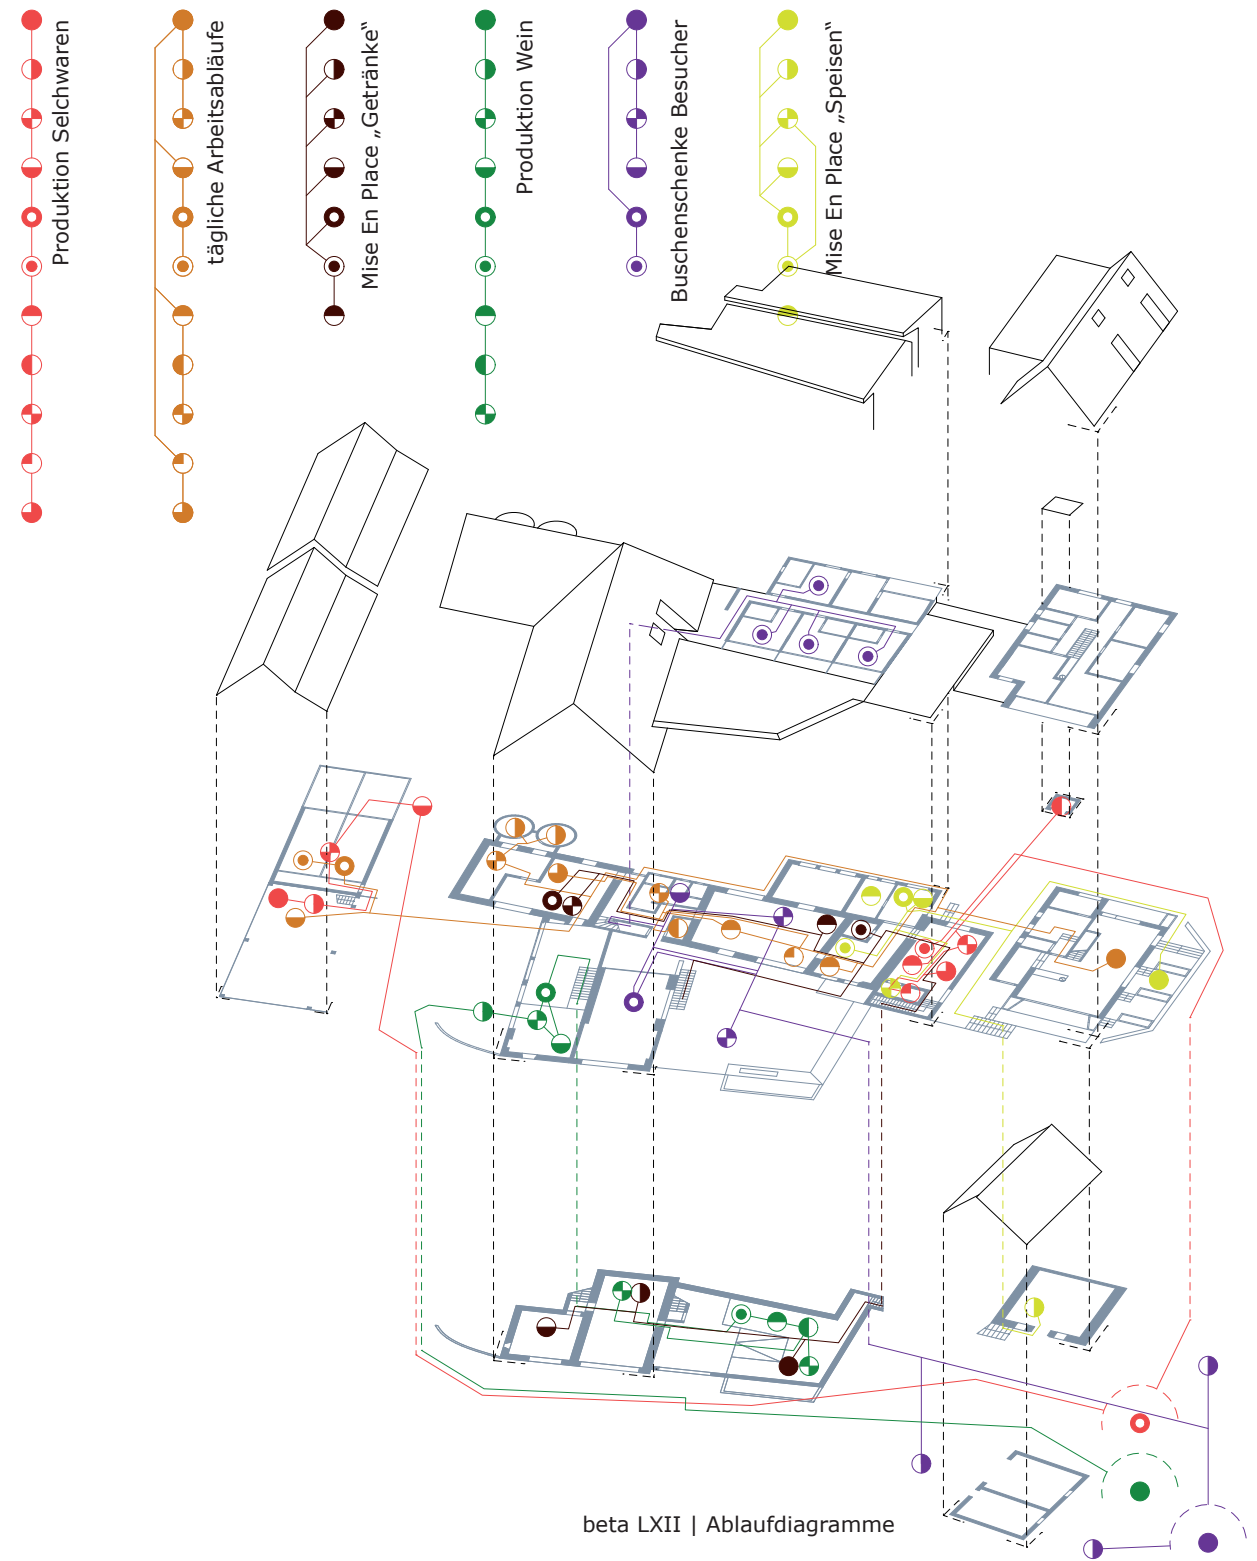 Produktion Selchwaren
tägliche Arbeitsabläufe
Mise En Place „Getränke“
Produktion Wein
Buschenschenke Besucher
Mise En Place „Speisen“
beta LXII | Ablaufdiagramme